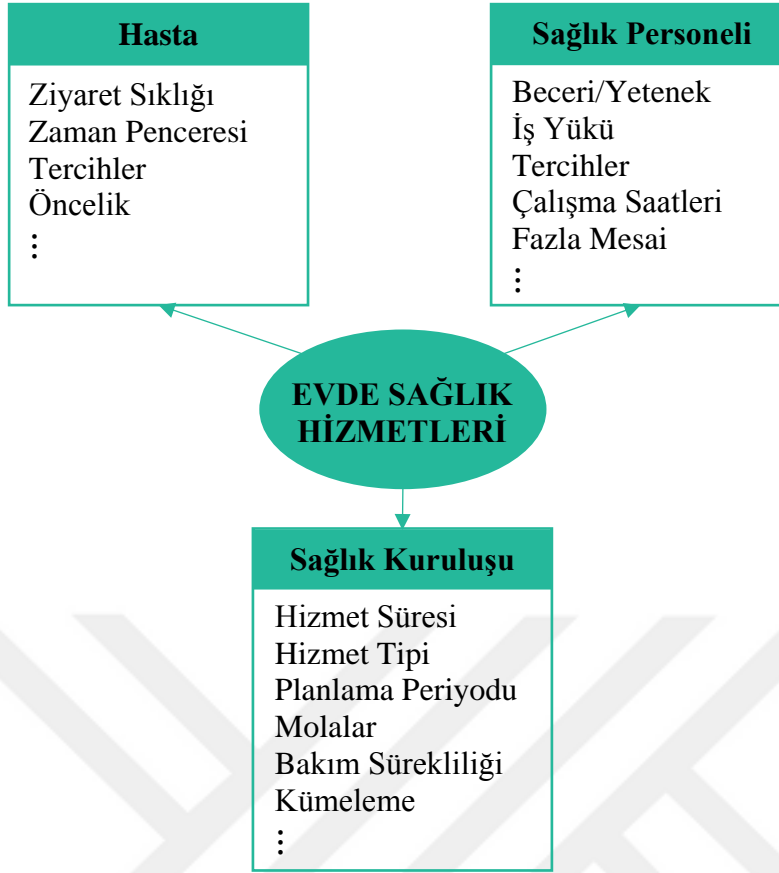 Hasta
Ziyaret Sıklığı
Zaman Penceresi
Tercihler
Öncelik
⋮
Sağlık Personeli
Beceri/Yetenek
İş Yükü
Tercihler
Çalışma Saatleri
Fazla Mesai
⋮
EVDE SAĞLIK
HİZMETLERİ
Sağlık Kuruluşu
Hizmet Süresi
Hizmet Tipi
Planlama Periyodu
Molalar
Bakım Sürekliliği
Kümeleme
⋮